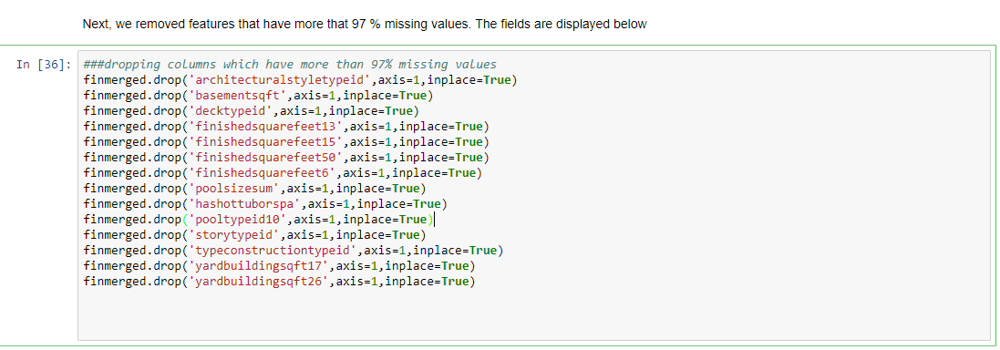 Next, we removed features that have more that 97 % missing values. The fields are displayed below
In [36]: ###dropping columns which have more than 97% missing values
finmerged.drop('architecturalstyletypeid',axis=1,inplace=True)
finmerged.drop('basementsqft',axis=1,inplace=True)
finmerged.drop('decktypeid',axis=1,inplace=True)
finmerged.drop('finishedsquarefeet13',axis=1,inplace=True)
finmerged.drop('finishedsquarefeet15',axis=1,inplace=True)
finmerged.drop('finishedsquarefeet50',axis=1,inplace=True)
finmerged.drop('finishedsquarefeet6',axis=1,inplace=True)
finmerged.drop('poolsizesum',axis=1,inplace=True)
finmerged.drop('hashottuborspa',axis=1,inplace=True)
finmerged.drop('pooltypeid10',axis=1,inplace=True)
finmerged.drop('storytypeid',axis=1,inplace=True)
finmerged.drop('typeconstructiontypeid',axis=1,inplace=True)
finmerged.drop('yardbuildingsqft17',axis=1,inplace=True)
finmerged.drop('yardbuildingsqft26',axis=1,inplace=True)